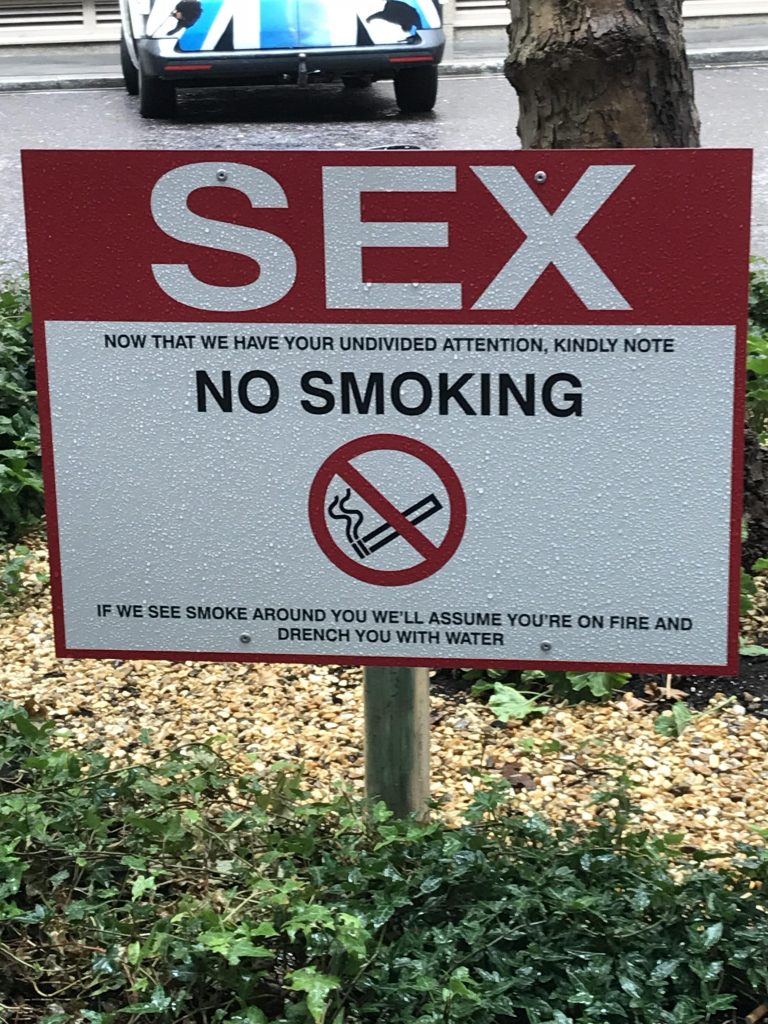 SEX
NOW THAT WE HAVE YOUR UNDIVIDED ATTENTION, KINDLY NOTE
NO SMOKING
IF WE SEE SMOKE AROUND YOU WE'LL ASSUME YOU'RE ON FIRE AND
DRENCH YOU WITH WATER